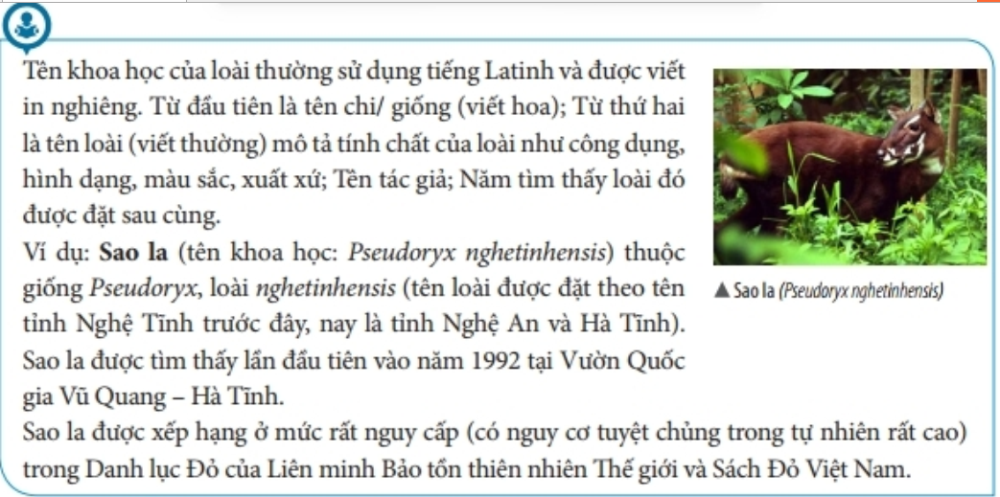 Tên khoa học của loài thường sử dụng tiếng Latinh và được viết
in nghiêng. Từ đầu tiên là tên chi/ giống (viết hoa); Từ thứ hai
là tên loài (viết thường) mô tả tính chất của loài như công dụng,
hình dạng, màu sắc, xuất xứ; Tên tác giả; Năm tìm thấy loài đó
được đặt sau cùng.
Ví dụ: Sao la (tên khoa học: Pseudoryx nghetinhensis) thuộc
giống Pseudoryx, loài nghetinhensis (tên loài được đặt theo tên
tỉnh Nghệ Tĩnh trước đây, nay là tỉnh Nghệ An và Hà Tĩnh).
Sao la được tìm thấy lần đầu tiên vào năm 1992 tại Vườn Quốc
gia Vũ Quang – Hà Tĩnh.
Sao la được xếp hạng ở mức rất nguy cấp (có nguy cơ tuyệt chủng trong tự nhiên rất cao)
trong Danh lục Đỏ của Liên minh Bảo tồn thiên nhiên Thế giới và Sách Đỏ Việt Nam.
▲ Sao la (Pseudoryx nghetinhensis)